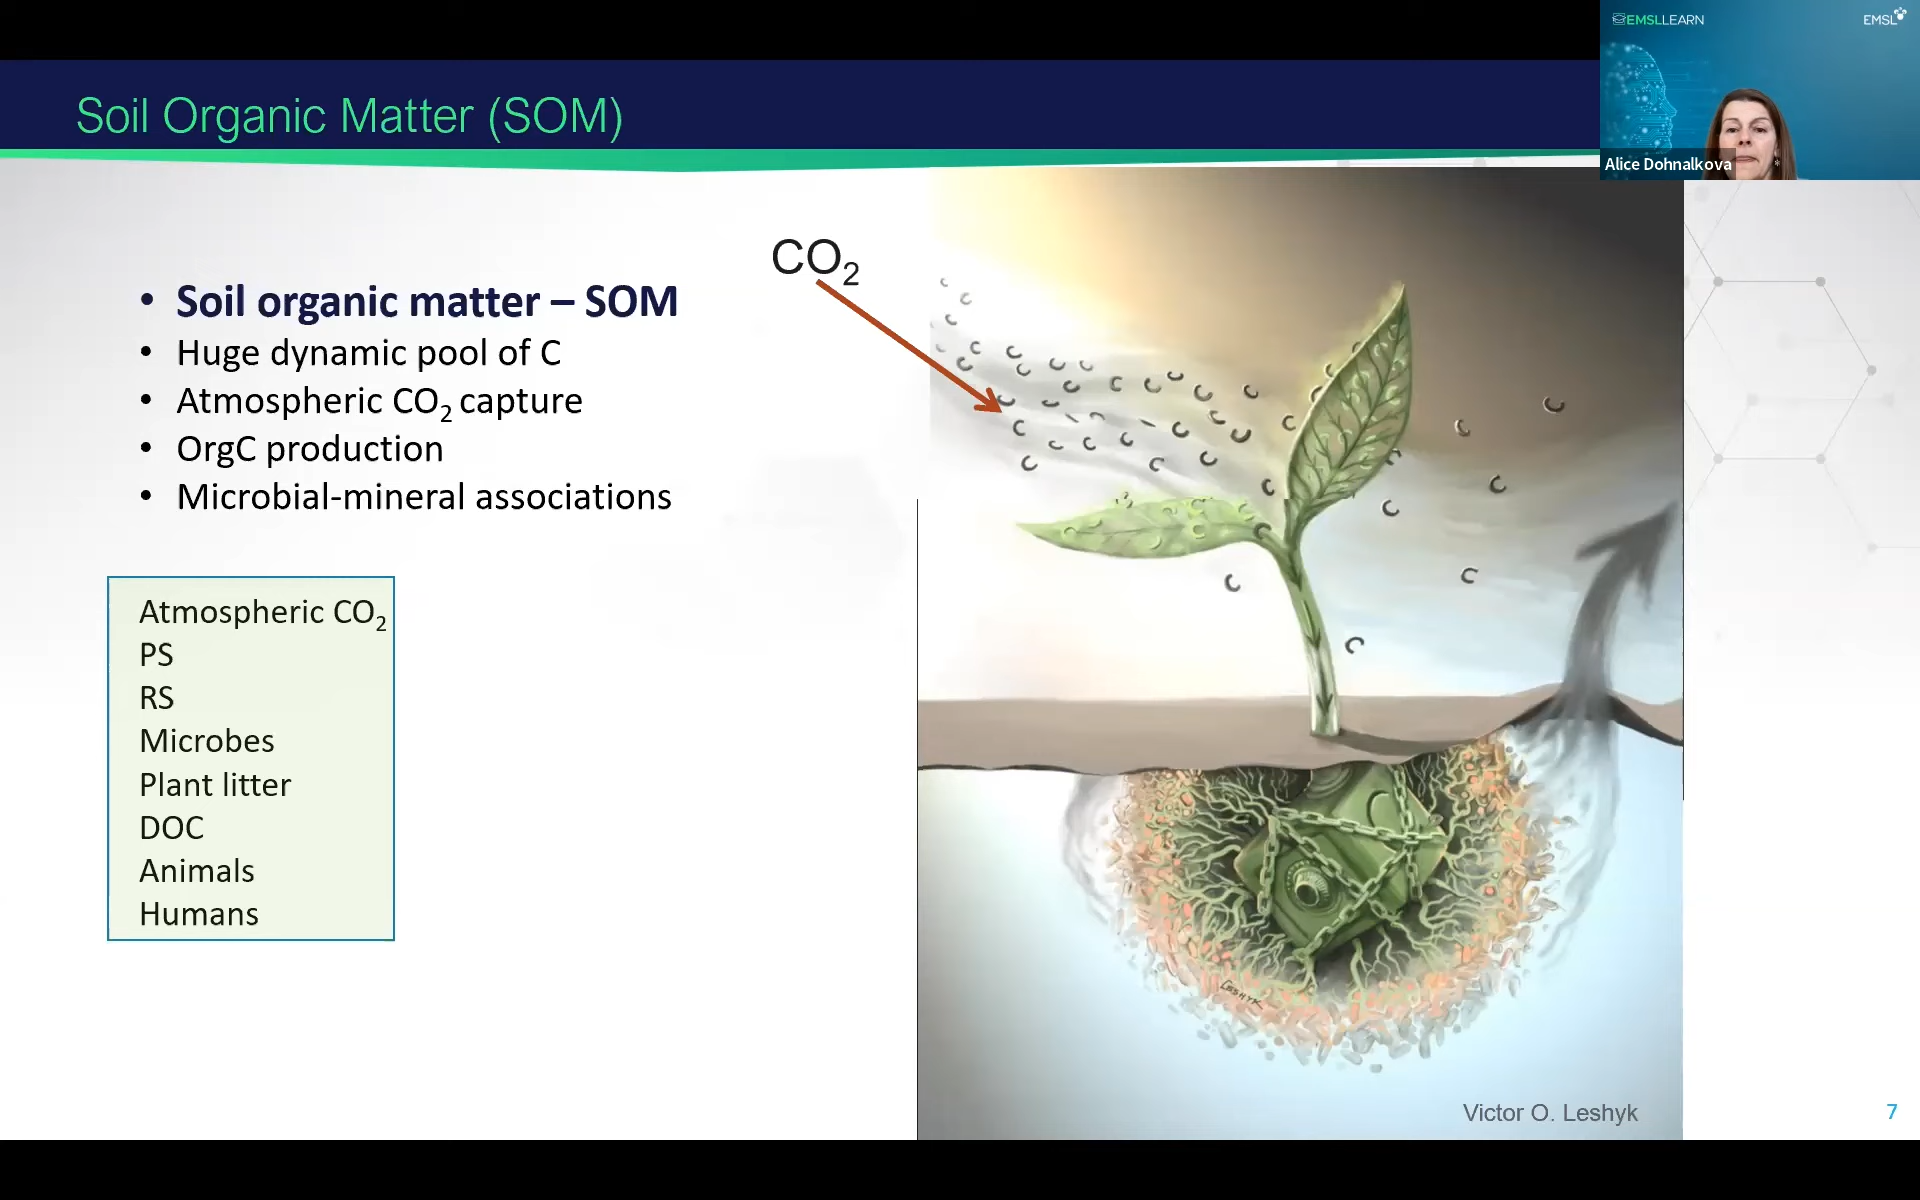 EMSLLEARN
EMSL
Alice Dohnalkova
Soil Organic Matter (SOM)
• Soil organic matter – SOM
• Huge dynamic pool of C
• Atmospheric CO₂ capture
• OrgC production
• Microbial-mineral associations
Atmospheric CO₂
PS
RS
Microbes
Plant litter
DOC
Animals
Humans
CO₂
LESHYK
Victor O. Leshyk
7